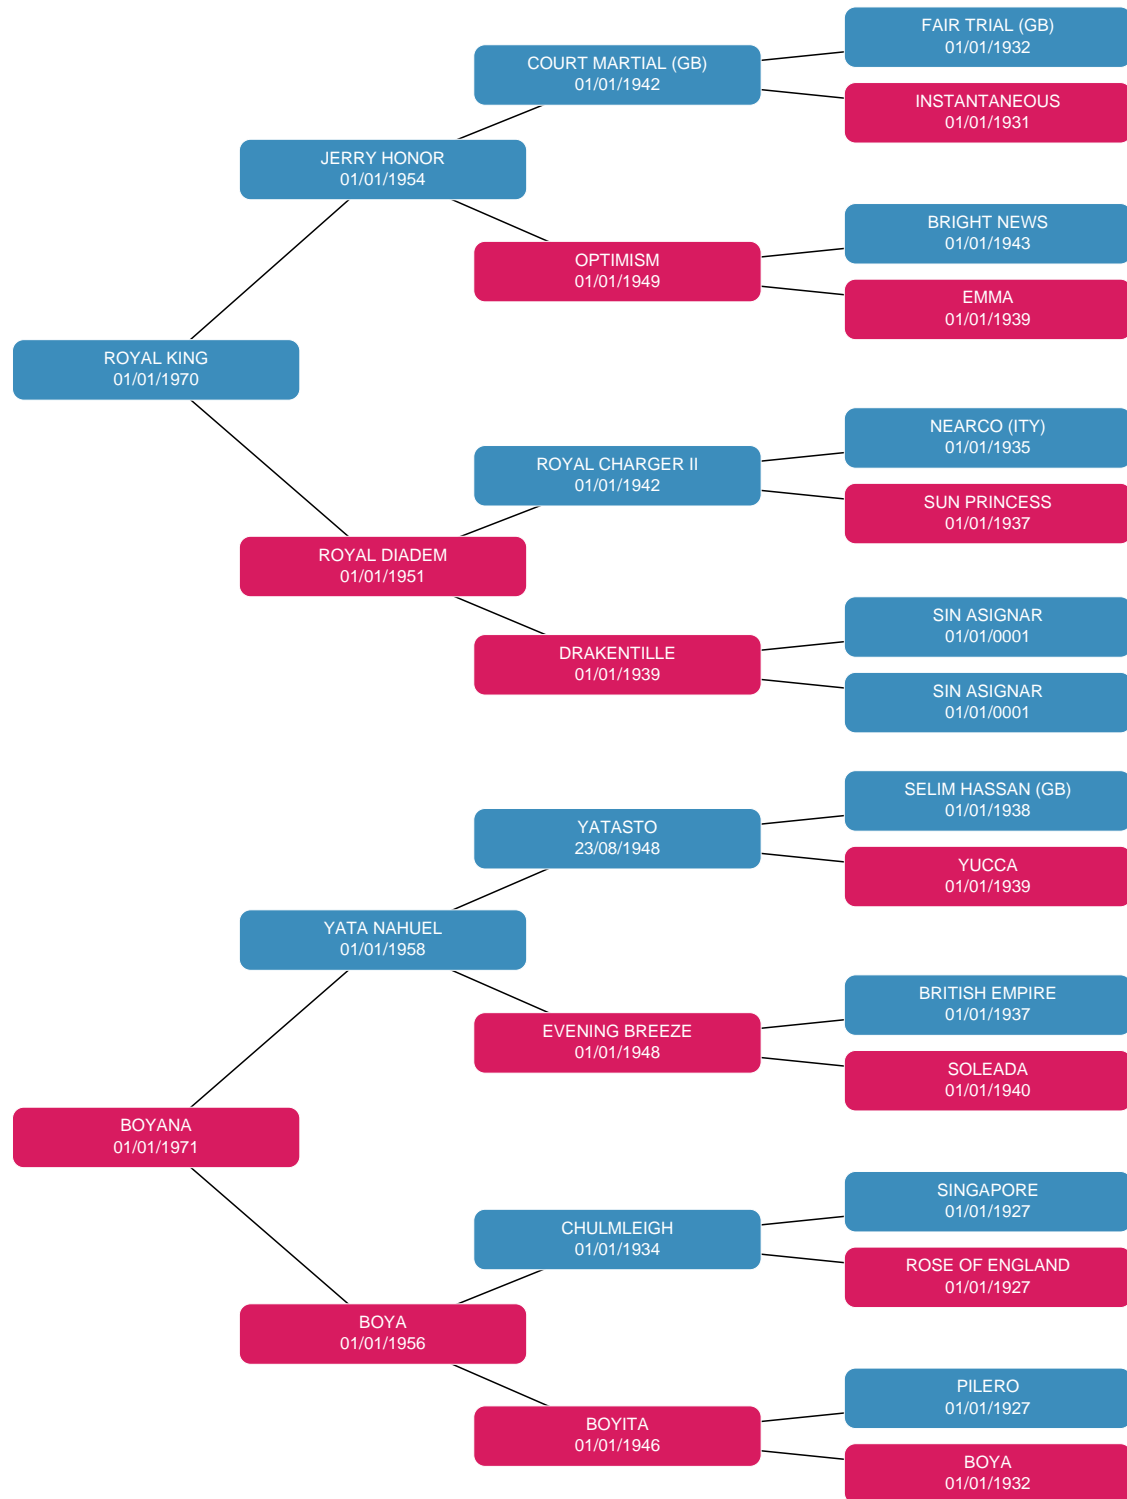 FAIR TRIAL (GB)
01/01/1932
COURT MARTIAL (GB)
01/01/1942
INSTANTANEOUS
01/01/1931
JERRY HONOR
01/01/1954
BRIGHT NEWS
01/01/1943
OPTIMISM
01/01/1949
EMMA
01/01/1939
ROYAL KING
01/01/1970
NEARCO (ITY)
01/01/1935
ROYAL CHARGER II
01/01/1942
SUN PRINCESS
01/01/1937
ROYAL DIADEM
01/01/1951
SIN ASIGNAR
01/01/0001
DRAKENTILLE
01/01/1939
SIN ASIGNAR
01/01/0001
SELIM HASSAN (GB)
01/01/1938
YATASTO
23/08/1948
YUCCA
01/01/1939
YATA NAHUEL
01/01/1958
BRITISH EMPIRE
01/01/1937
EVENING BREEZE
01/01/1948
SOLEADA
01/01/1940
BOYANA
01/01/1971
SINGAPORE
01/01/1927
CHULMLEIGH
01/01/1934
ROSE OF ENGLAND
01/01/1927
BOYA
01/01/1956
PILERO
01/01/1927
BOYITA
01/01/1946
BOYA
01/01/1932